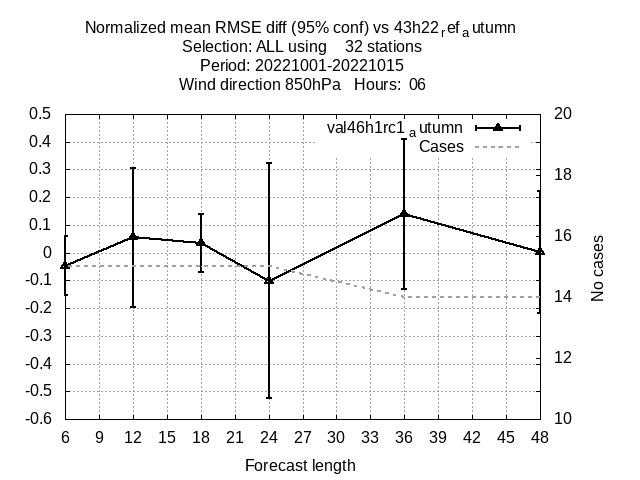 Normalized mean RMSE diff (95% conf) vs 43h22ref autumn
Selection: ALL using 32 stations
Period: 20221001-20221015
Wind direction 850hPa Hours: 06
val46h1rc1autumn
Cases
0.5
0.4
0.3
0.2
0.1
0
-0.1
-0.2
-0.3
-0.4
-0.5
-0.6
20
18
16
14
12
10
No cases
6 9 12 15 18 21 24 27 30 33 36 39 42 45 48
Forecast length